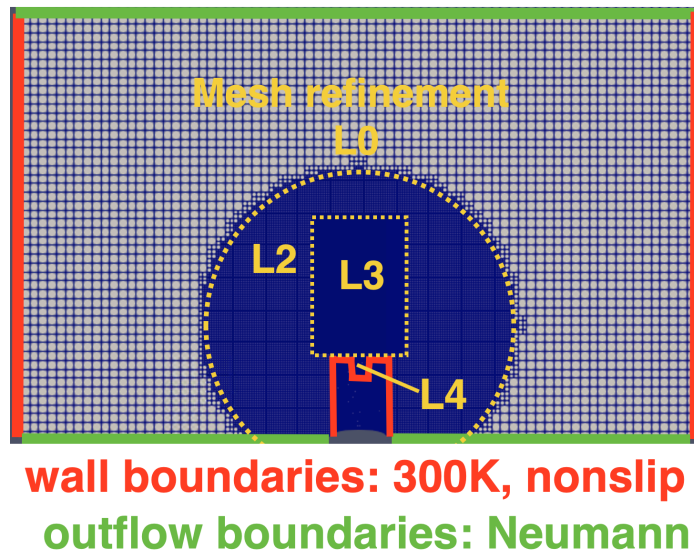 Mesh refinement
L0
L2
L3
L4
wall boundaries: 300K, nonslip
outflow boundaries: Neumann